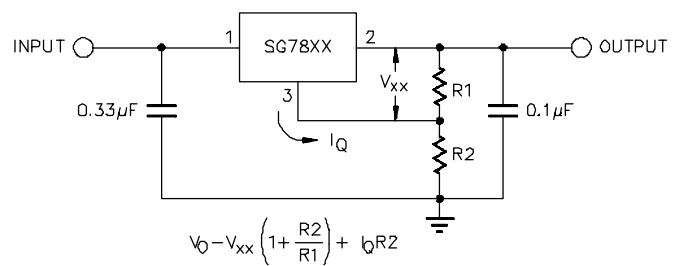 INPUT
1
SG78XX
2
OUTPUT
3
Vxx
R1
0.33µF
0.1µF
IQ
R2
VO–Vxx (1+ R2/R1) + IQR2